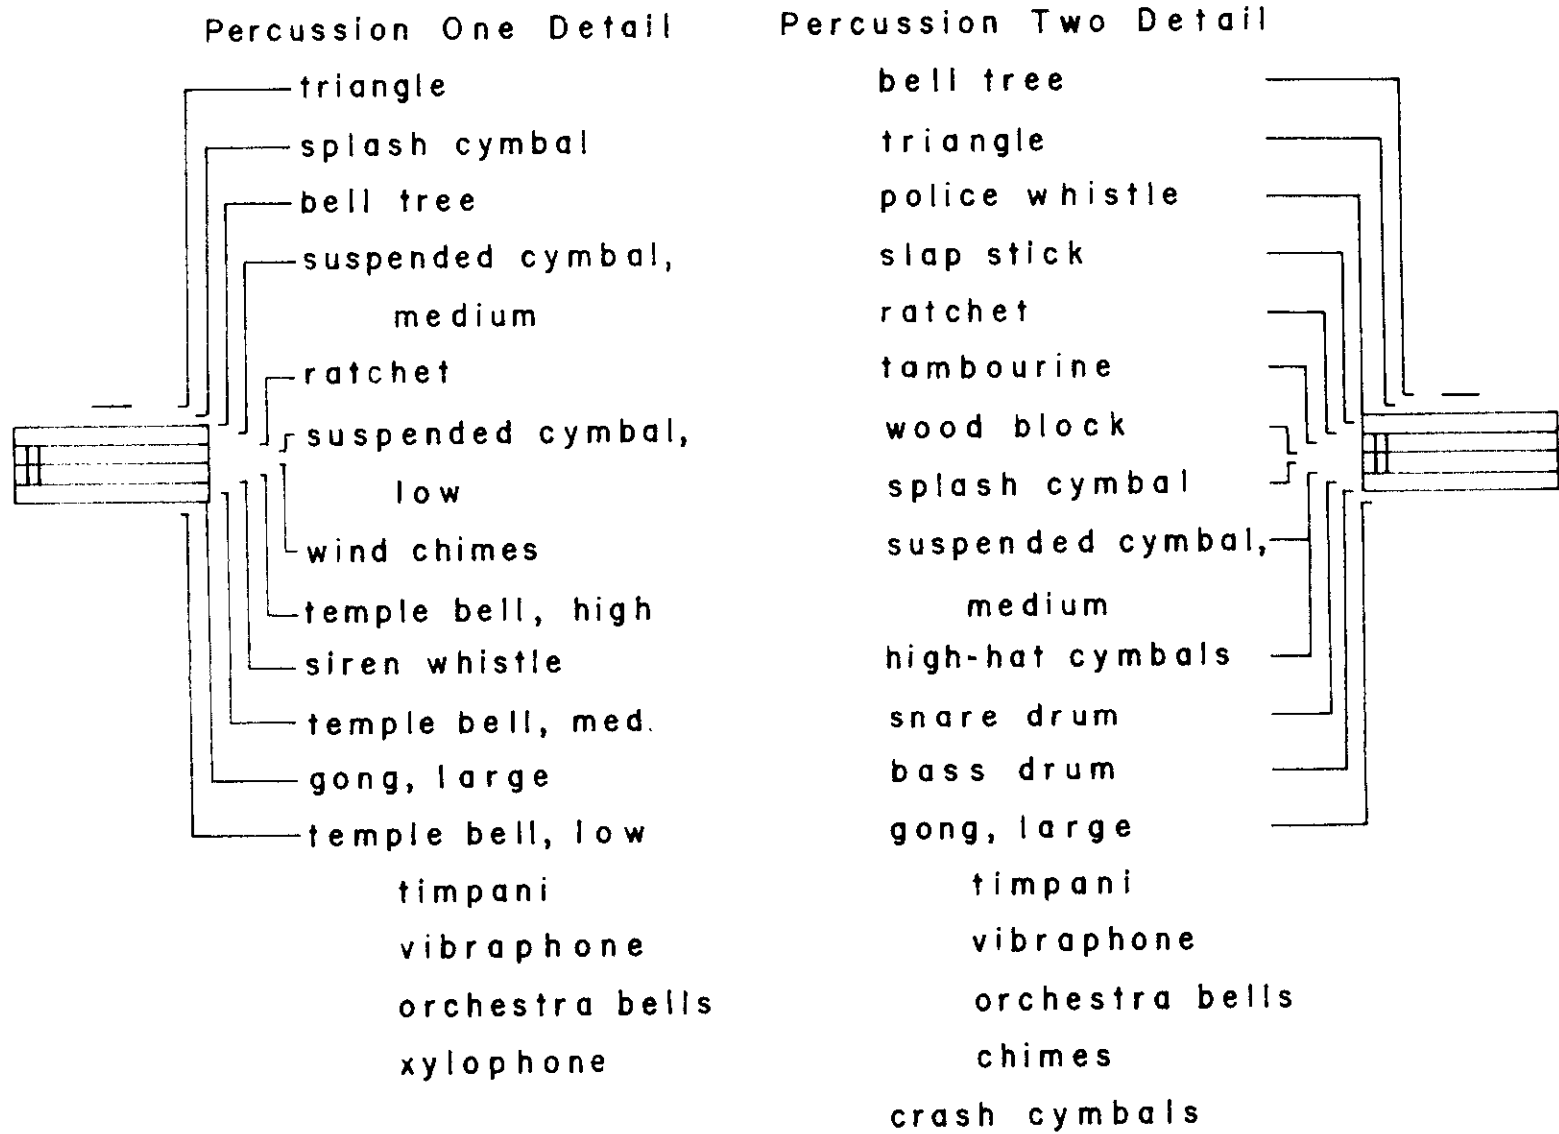 Percussion One Detail
triangle
splash cymbal
bell tree
suspended cymbal,
medium
ratchet
suspended cymbal,
low
wind chimes
temple bell, high
siren whistle
temple bell, med.
gong, large
temple bell, low
timpani
vibraphone
orchestra bells
xylophone
Percussion Two Detail
bell tree
triangle
police whistle
slap stick
ratchet
tambourine
wood block
splash cymbal
suspended cymbal,
medium
high-hat cymbals
snare drum
bass drum
gong, large
timpani
vibraphone
orchestra bells
chimes
crash cymbals